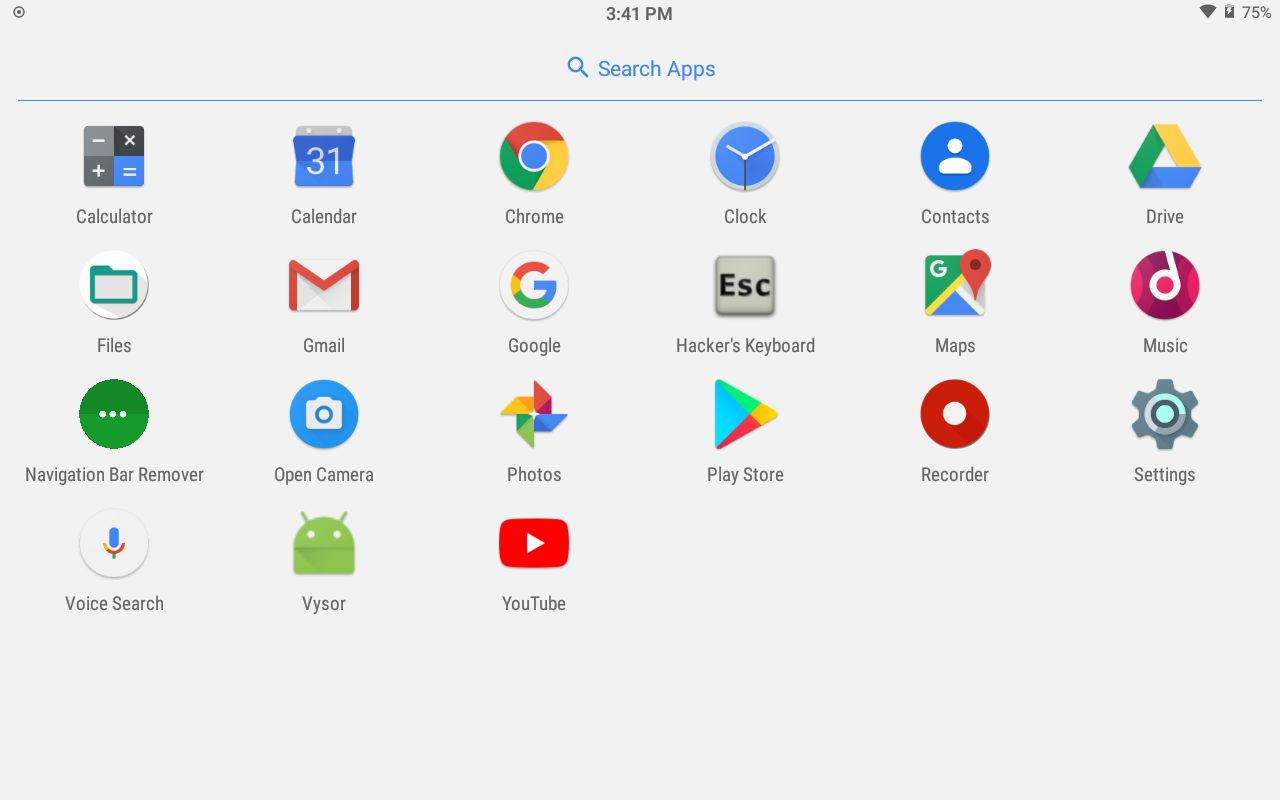 3:41 PM
75%
Search Apps
31
Calculator
Calendar
Chrome
Clock
Contacts
Drive
G
Esc
Files
Gmail
Google
Hacker's Keyboard
Maps
Music
Navigation Bar Remover
Open Camera
Photos
Play Store
Recorder
Settings
Voice Search
Vysor
YouTube